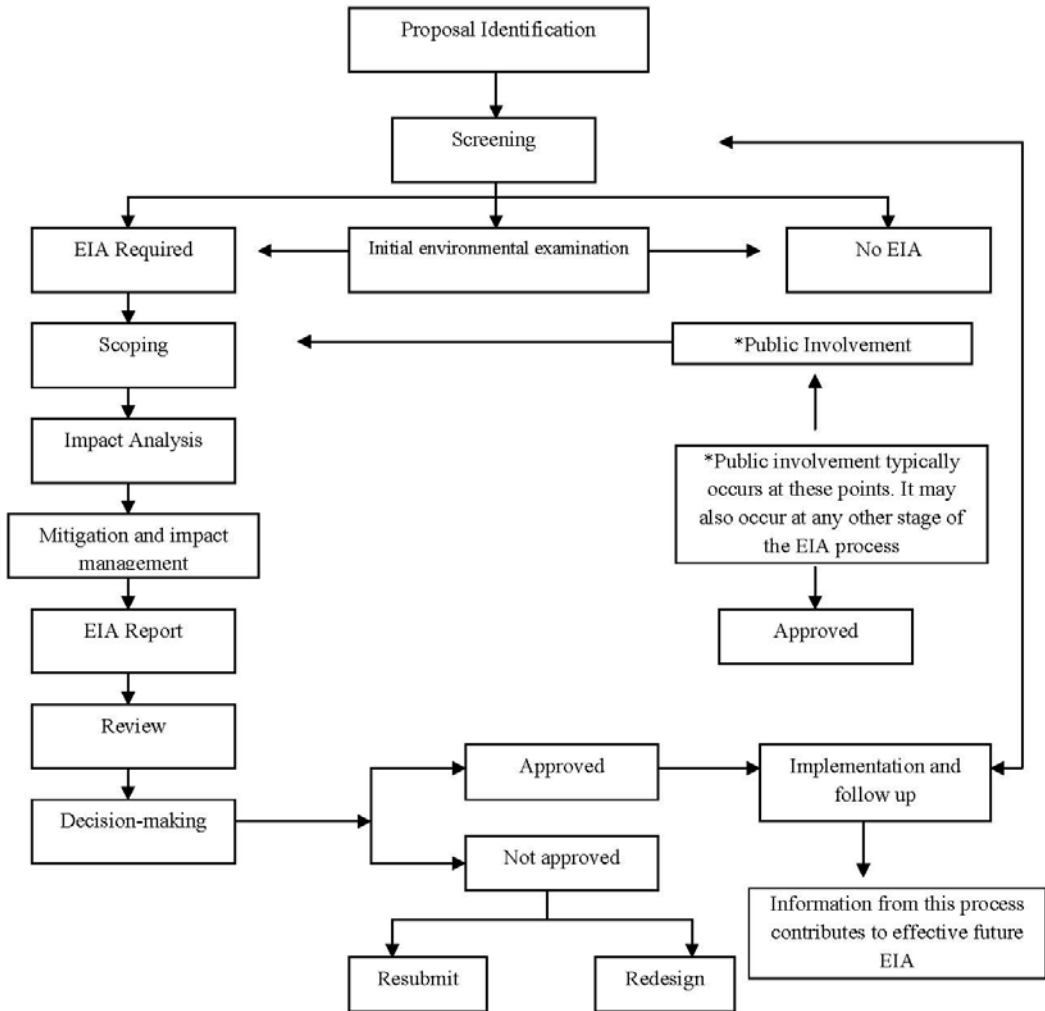 Proposal Identification
Screening
EIA Required
Initial environmental examination
No EIA
Scoping
*Public Involvement
Impact Analysis
*Public involvement typically
occurs at these points. It may
also occur at any other stage of
the EIA process
Mitigation and impact
management
EIA Report
Approved
Review
Approved
Implementation and
follow up
Decision-making
Not approved
Information from this process
contributes to effective future
EIA
Resubmit
Redesign